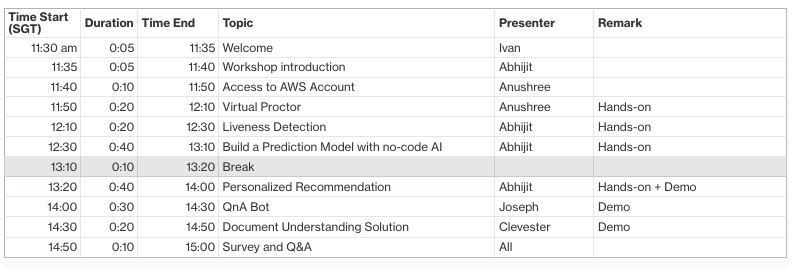 Time Start (SGT) Duration Time End Topic Presenter Remark
11:30 am 0:05 11:35 Welcome Ivan
11:35 0:05 11:40 Workshop introduction Abhijit
11:40 0:10 11:50 Access to AWS Account Anushree
11:50 0:20 12:10 Virtual Proctor Anushree Hands-on
12:10 0:20 12:30 Liveness Detection Abhijit Hands-on
12:30 0:40 13:10 Build a Prediction Model with no-code AI Abhijit Hands-on
13:10 0:10 13:20 Break
13:20 0:40 14:00 Personalized Recommendation Abhijit Hands-on + Demo
14:00 0:30 14:30 QnA Bot Joseph Demo
14:30 0:20 14:50 Document Understanding Solution Clevester Demo
14:50 0:10 15:00 Survey and Q&A All